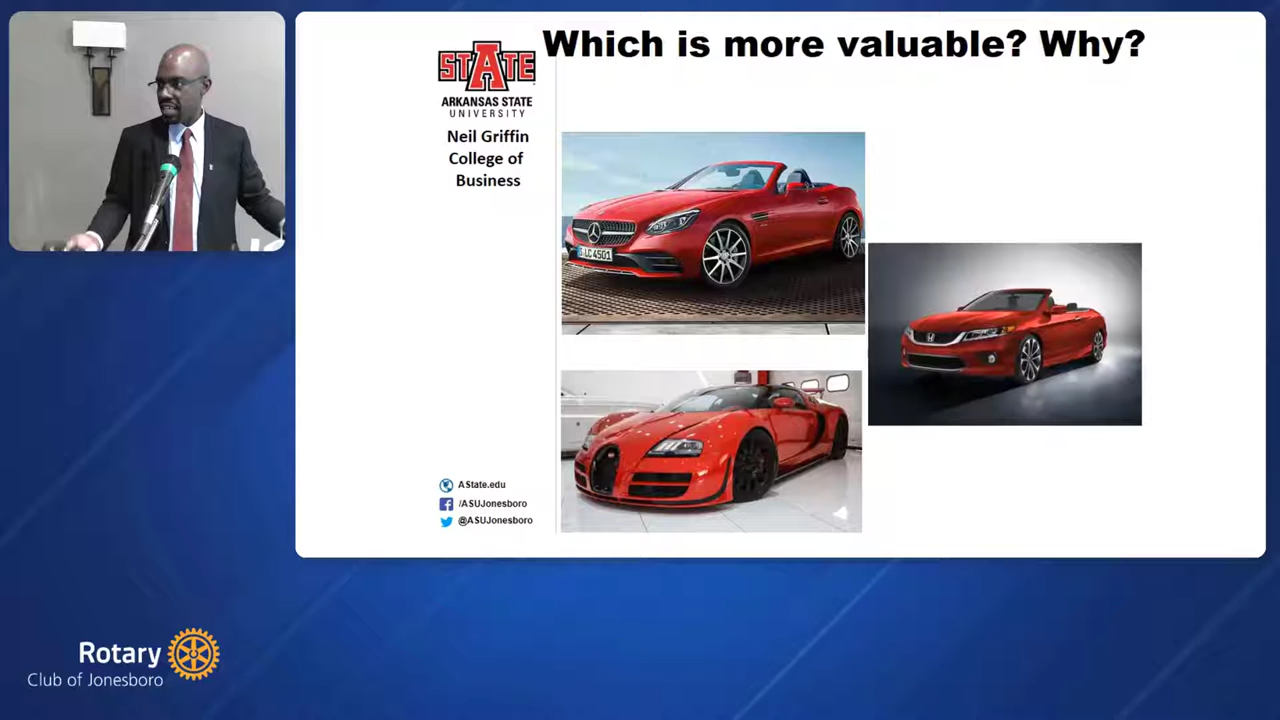 Which is more valuable? Why?
STATE
ARKANSAS STATE
UNIVERSITY
Neil Griffin
College of
Business
AState.edu
/ASUJonesboro
@ASUJonesboro
Rotary
Club of Jonesboro